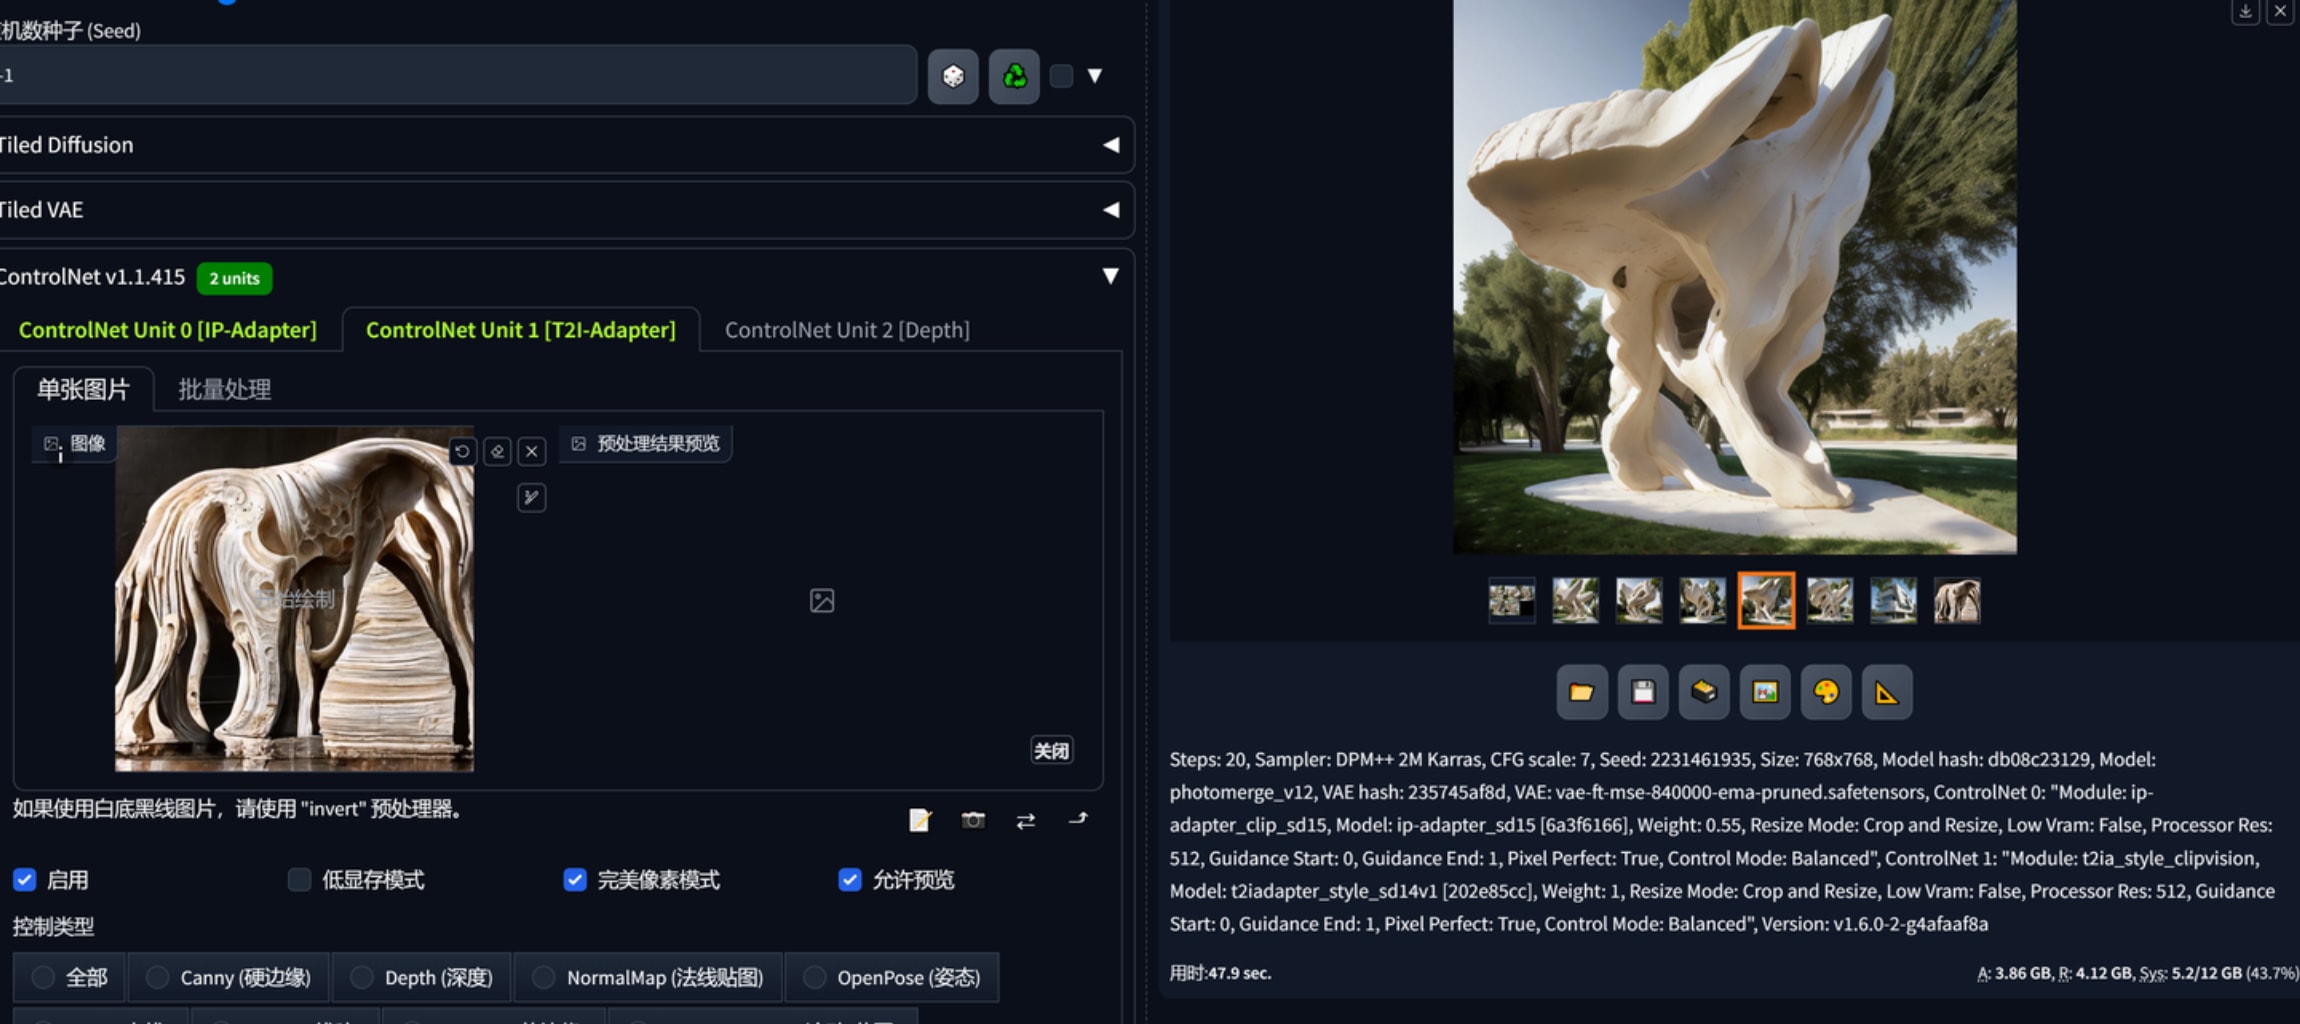 机数种子 (Seed)
-1
Tiled Diffusion
Tiled VAE
ControlNet v1.1.415
2 units
ControlNet Unit 0 [IP-Adapter]
ControlNet Unit 1 [T2I-Adapter]
ControlNet Unit 2 [Depth]
单张图片
批量处理
图像
预处理结果预览
始绘制
关闭
如果使用白底黑线图片，请使用 "invert" 预处理器。
启用
低显存模式
完美像素模式
允许预览
控制类型
全部
Canny (硬边缘)
Depth (深度)
NormalMap (法线贴图)
OpenPose (姿态)
Steps: 20, Sampler: DPM++ 2M Karras, CFG scale: 7, Seed: 2231461935, Size: 768x768, Model hash: db08c23129, Model:
photomerge_v12, VAE hash: 235745af8d, VAE: vae-ft-mse-840000-ema-pruned.safetensors, ControlNet 0: "Module: ip-
adapter_clip_sd15, Model: ip-adapter_sd15 [6a3f6166], Weight: 0.55, Resize Mode: Crop and Resize, Low Vram: False, Processor Res:
512, Guidance Start: 0, Guidance End: 1, Pixel Perfect: True, Control Mode: Balanced", ControlNet 1: "Module: t2ia_style_clipvision,
Model: t2iadapter_style_sd14v1 [202e85cc], Weight: 1, Resize Mode: Crop and Resize, Low Vram: False, Processor Res: 512, Guidance
Start: 0, Guidance End: 1, Pixel Perfect: True, Control Mode: Balanced", Version: v1.6.0-2-g4afaaf8a
用时:47.9 sec.
A: 3.86 GB, R: 4.12 GB, Sys: 5.2/12 GB (43.7%)